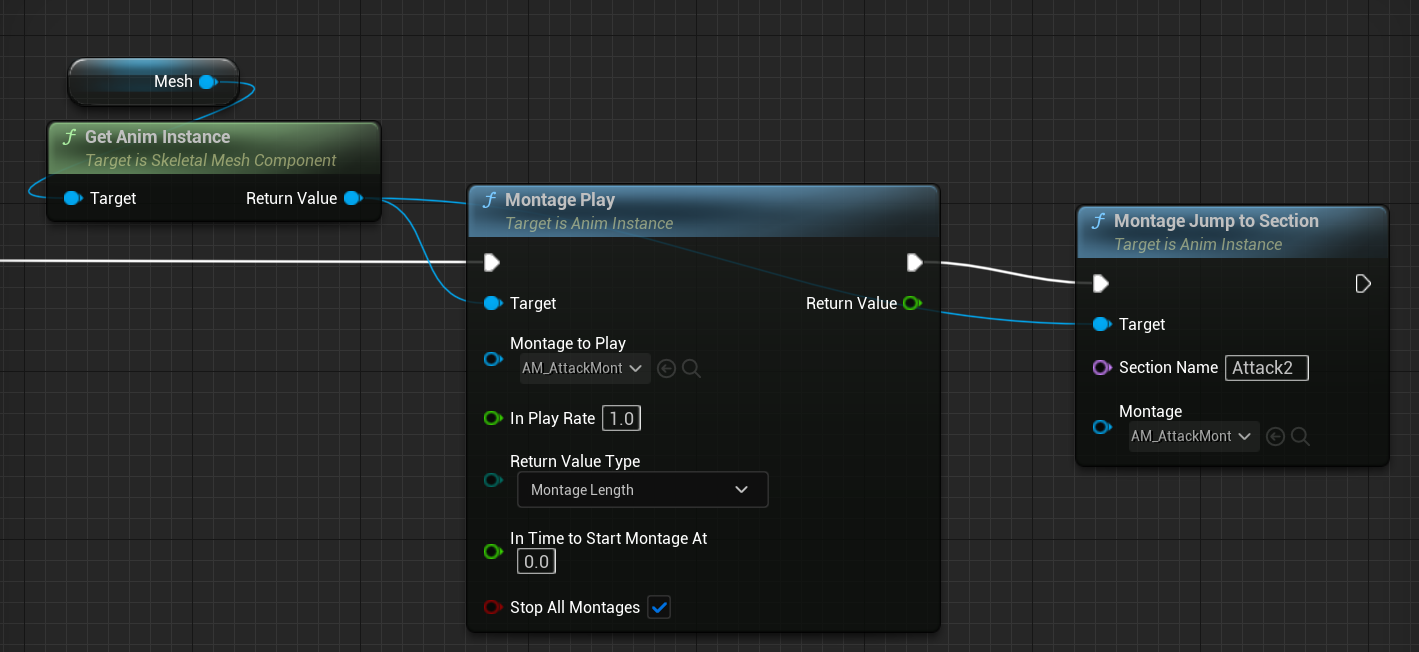 Mesh
Get Anim Instance
Target is Skeletal Mesh Component
Target Return Value
Montage Play
Target is Anim Instance
Target Return Value
Montage to Play
AM_AttackMont
In Play Rate 1.0
Return Value Type
Montage Length
In Time to Start Montage At
0.0
Stop All Montages
Montage Jump to Section
Target is Anim Instance
Target
Section Name Attack2
Montage
AM_AttackMont